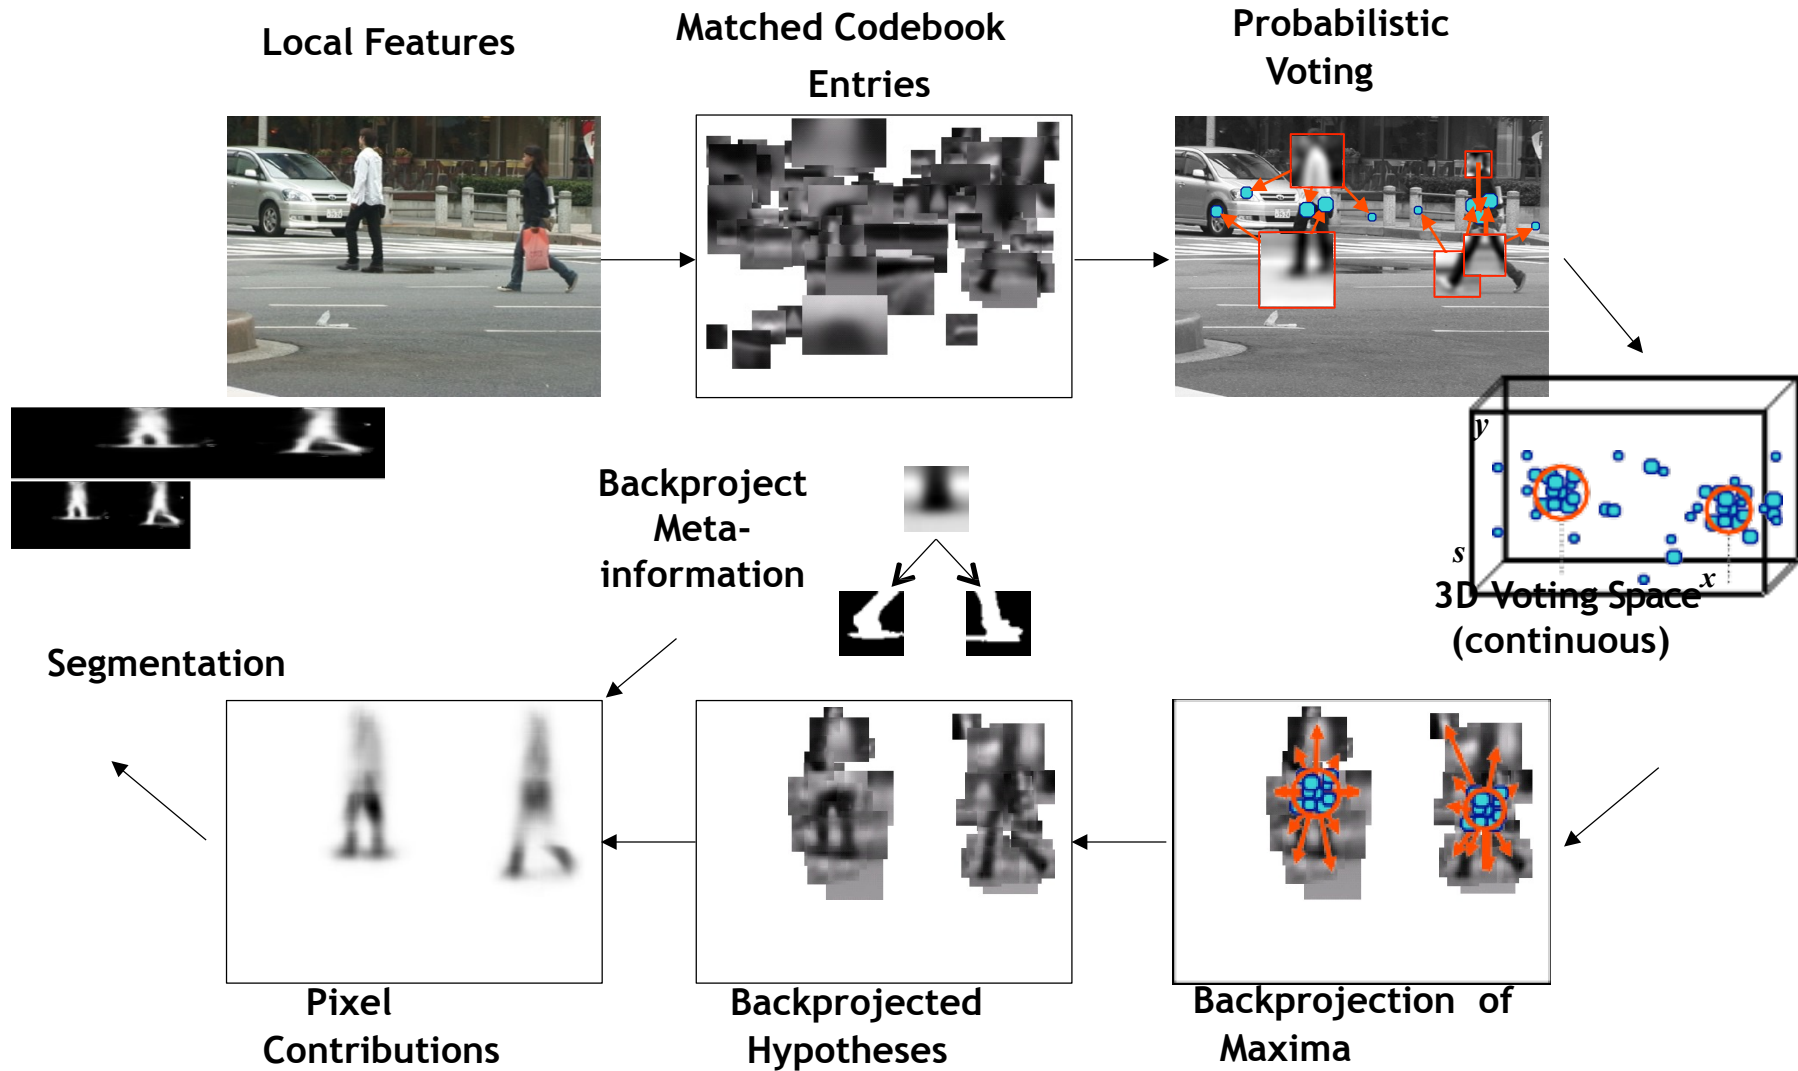 Local Features
Matched Codebook
Entries
Probabilistic
Voting
y
s
x
3D Voting Space
(continuous)
Backproject
Meta-
information
Segmentation
Pixel
Contributions
Backprojected
Hypotheses
Backprojection of
Maxima